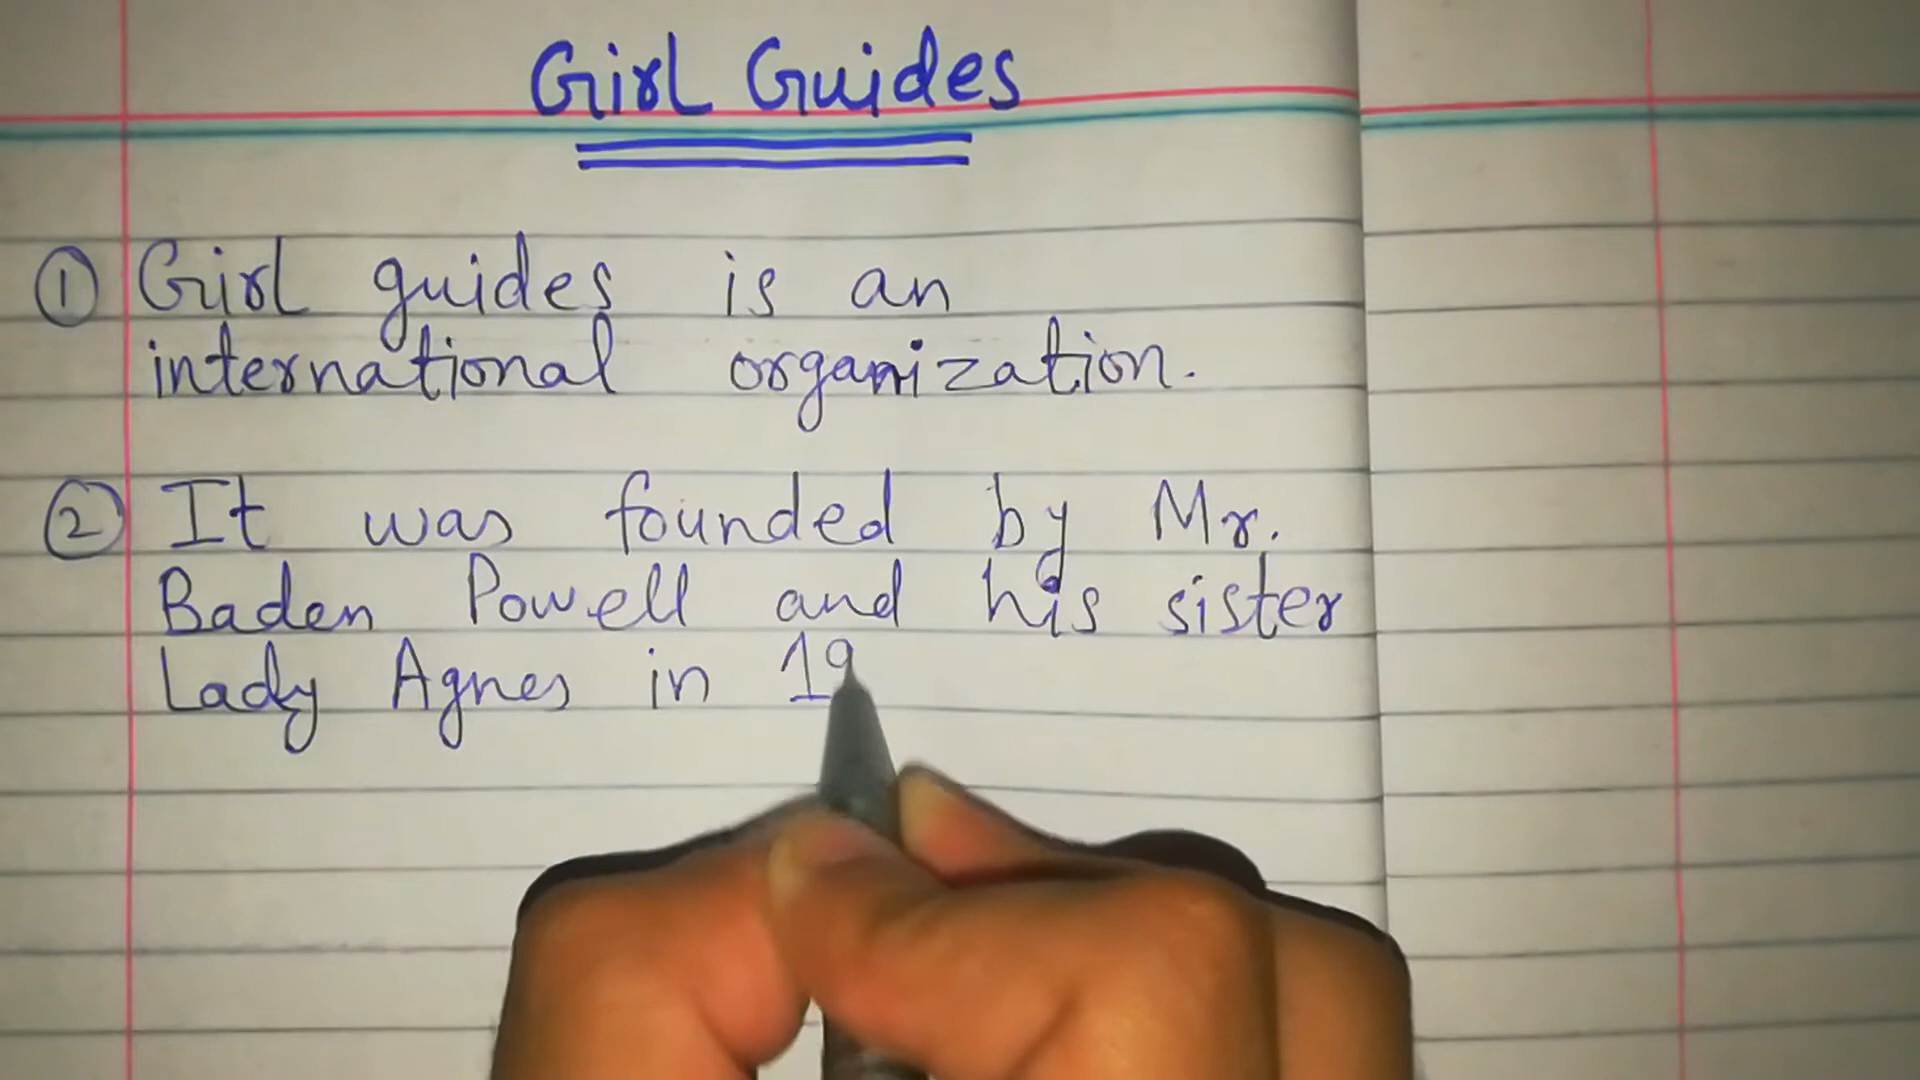 Girl Guides
① Girl guides is an
international organization.
② It was founded by Mr.
Baden Powell and his sister
Lady Agnes in 19